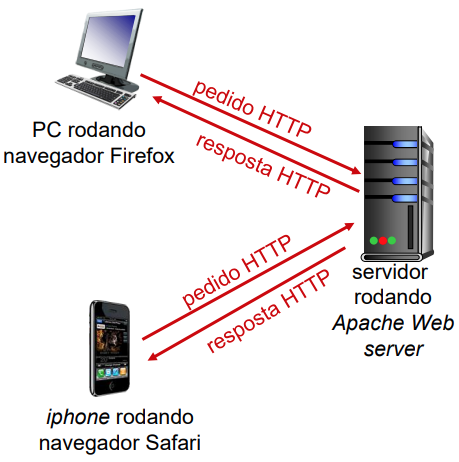 pedido HTTP
resposta HTTP
PC rodando
navegador Firefox
pedido HTTP
resposta HTTP
servidor
rodando
Apache Web
server
iphone rodando
navegador Safari